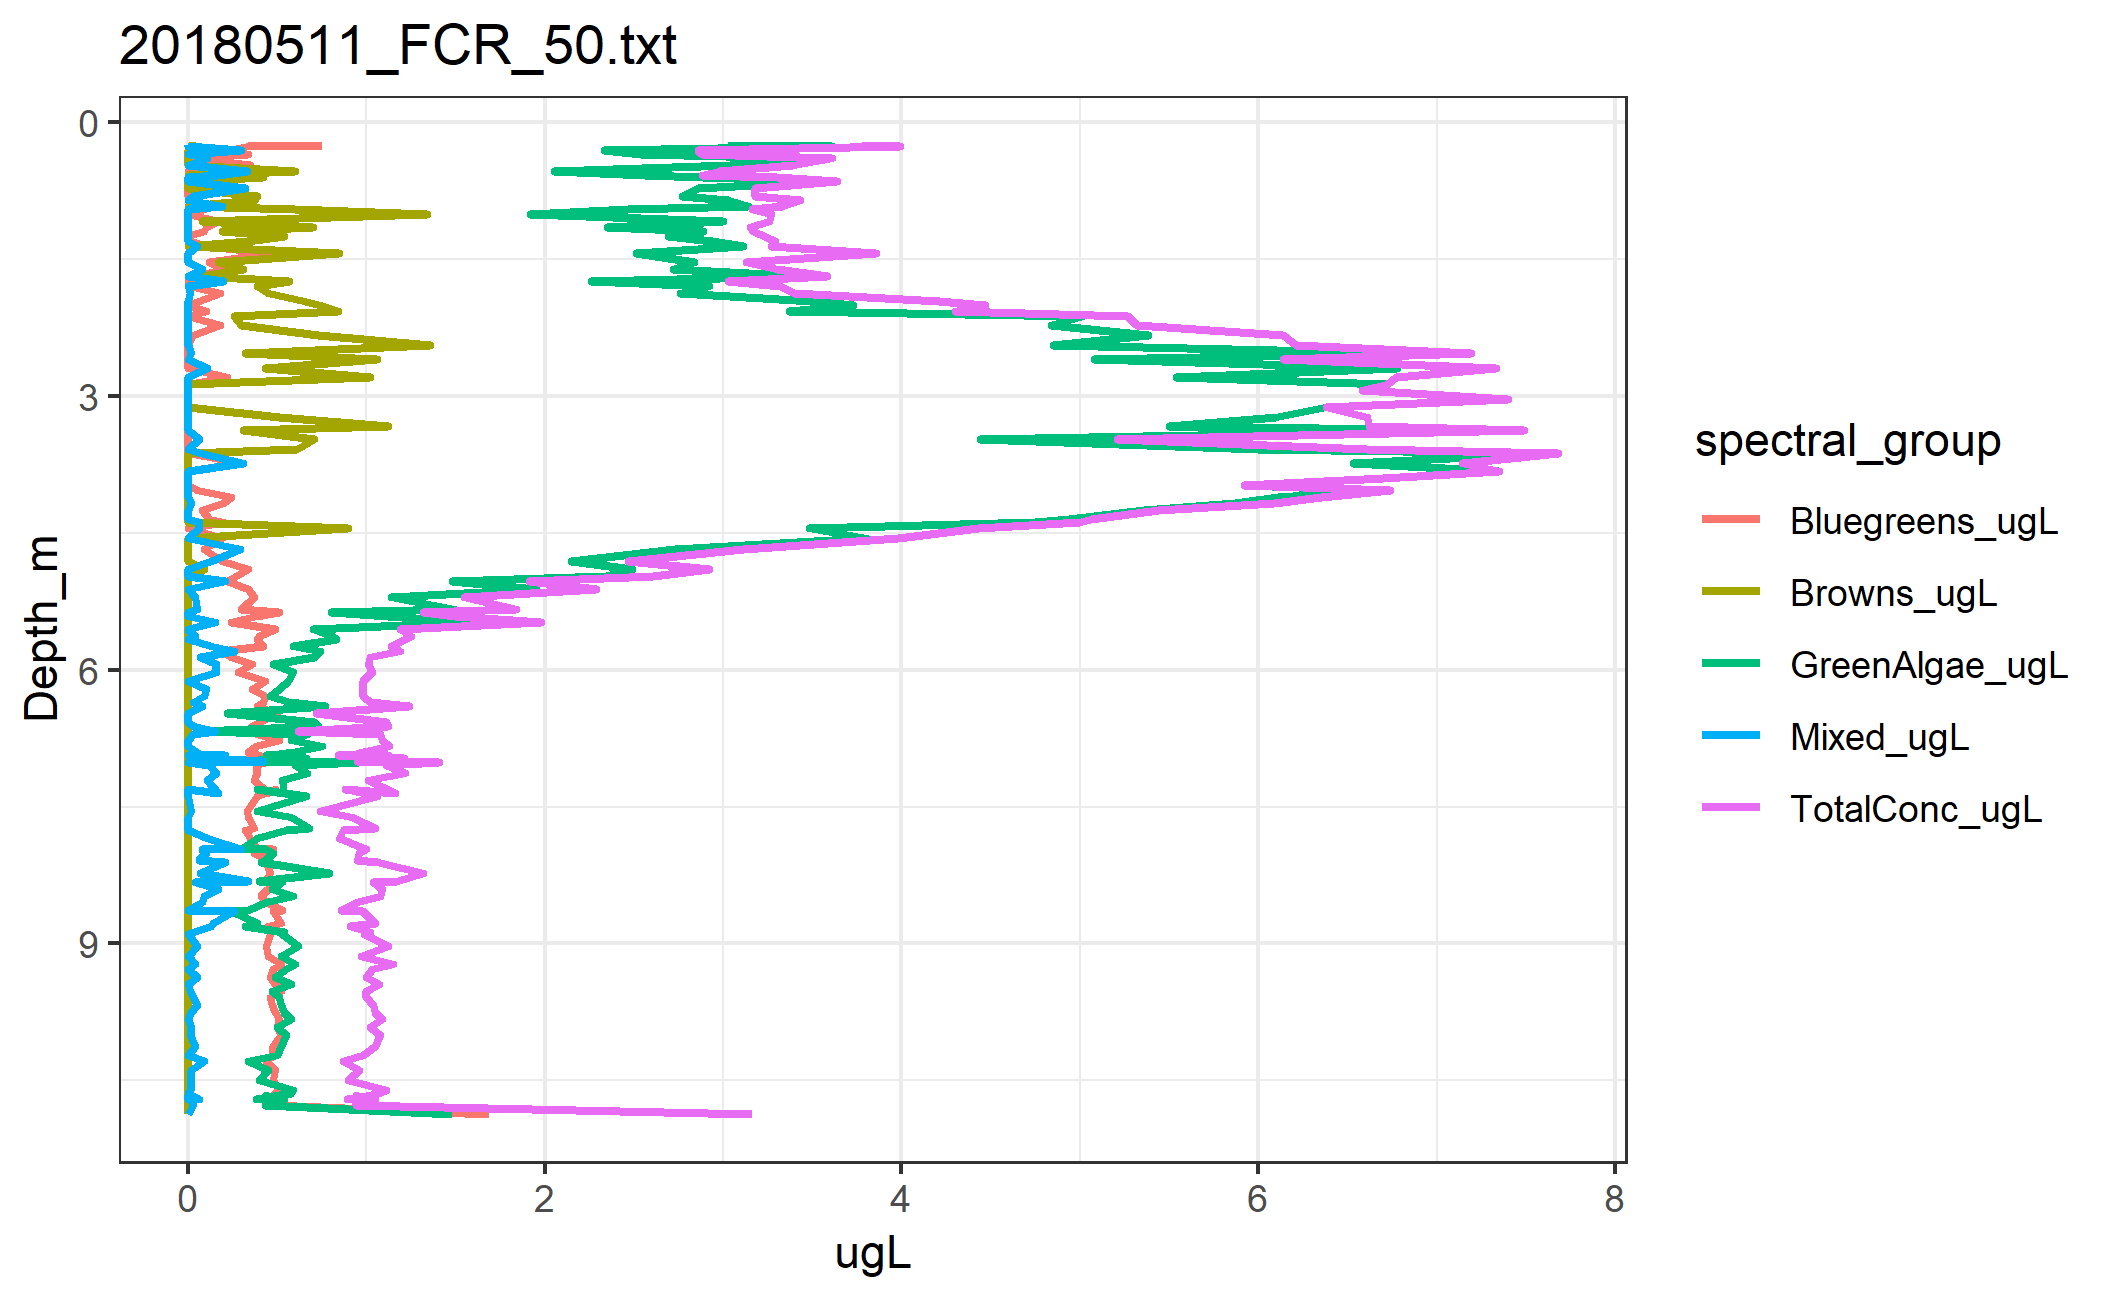 20180511_FCR_50.txt
0
3
6
9
Depth_m
0 2 4 6 8
ugL
spectral_group
Bluegreens_ugL
Browns_ugL
GreenAlgae_ugL
Mixed_ugL
TotalConc_ugL